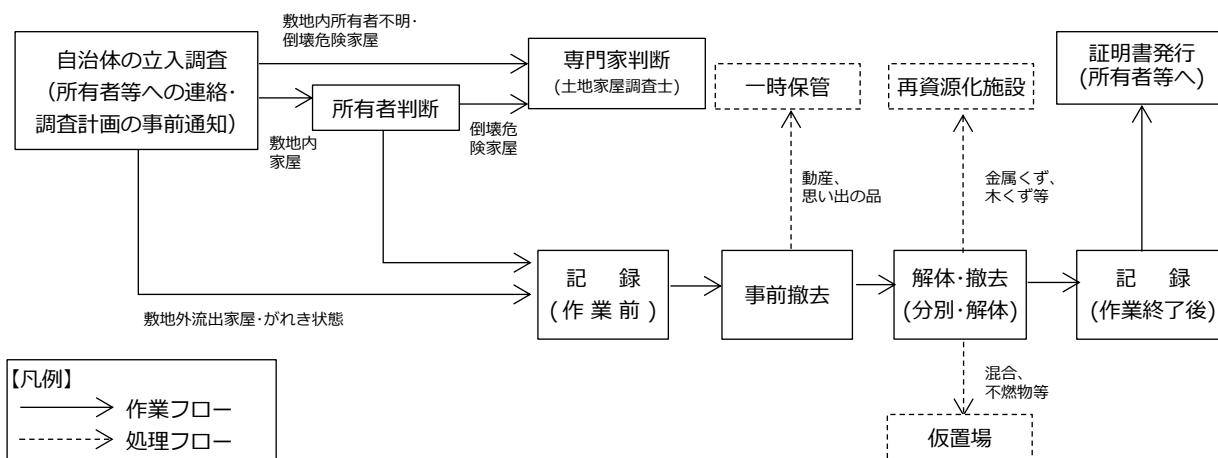 敷地内所有者不明・
倒壊危険家屋
自治体の立入調査
（所有者等への連絡・
調査計画の事前通知）
専門家判断
(土地家屋調査士)
一時保管
再資源化施設
証明書発行
(所有者等へ)
所有者判断
敷地内
家屋
倒壊危
険家屋
動産、
思い出の品
金属くず、
木くず等
記　録
(作業前)
事前撤去
解体・撤去
(分別・解体)
記　録
(作業終了後)
敷地外流出家屋・がれき状態
混合、
不燃物等
仮置場
【凡例】
作業フロー
処理フロー